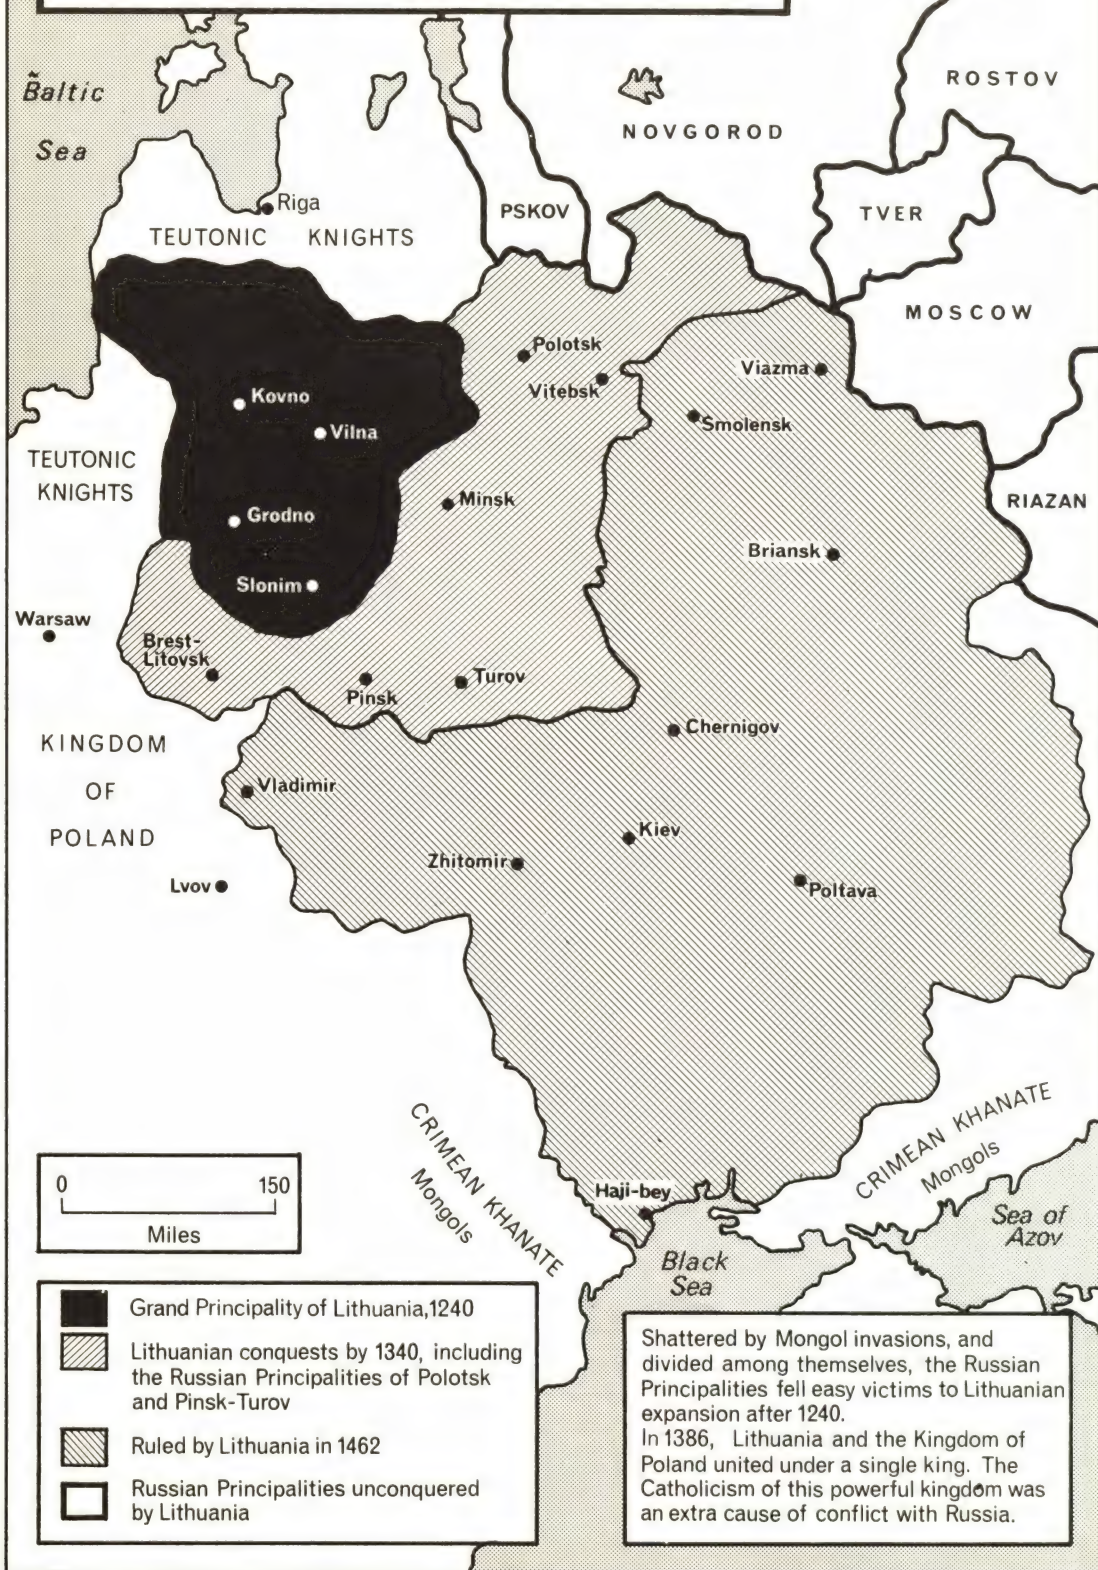 Baltic
Sea
ROSTOV
NOVGOROD
Riga
PSKOV
TVER
TEUTONIC KNIGHTS
MOSCOW
Polotsk
Viazma
Vitebsk
Kovno
Smolensk
Vilna
TEUTONIC
KNIGHTS
Minsk
RIAZAN
Grodno
Briansk
Slonim
Warsaw
Brest-
Litovsk
Turov
Pinsk
Chernigov
KINGDOM
OF
POLAND
Vladimir
Kiev
Zhitomir
Lvov
Poltava
CRIMEAN KHANATE
Mongols
CRIMEAN KHANATE
Mongols
Haji-bey
Sea of
Azov
Black
Sea
0 150
Miles
Grand Principality of Lithuania,1240
Lithuanian conquests by 1340, including
the Russian Principalities of Polotsk
and Pinsk-Turov
Ruled by Lithuania in 1462
Russian Principalities unconquered
by Lithuania
Shattered by Mongol invasions, and
divided among themselves, the Russian
Principalities fell easy victims to Lithuanian
expansion after 1240.
In 1386, Lithuania and the Kingdom of
Poland united under a single king. The
Catholicism of this powerful kingdom was
an extra cause of conflict with Russia.